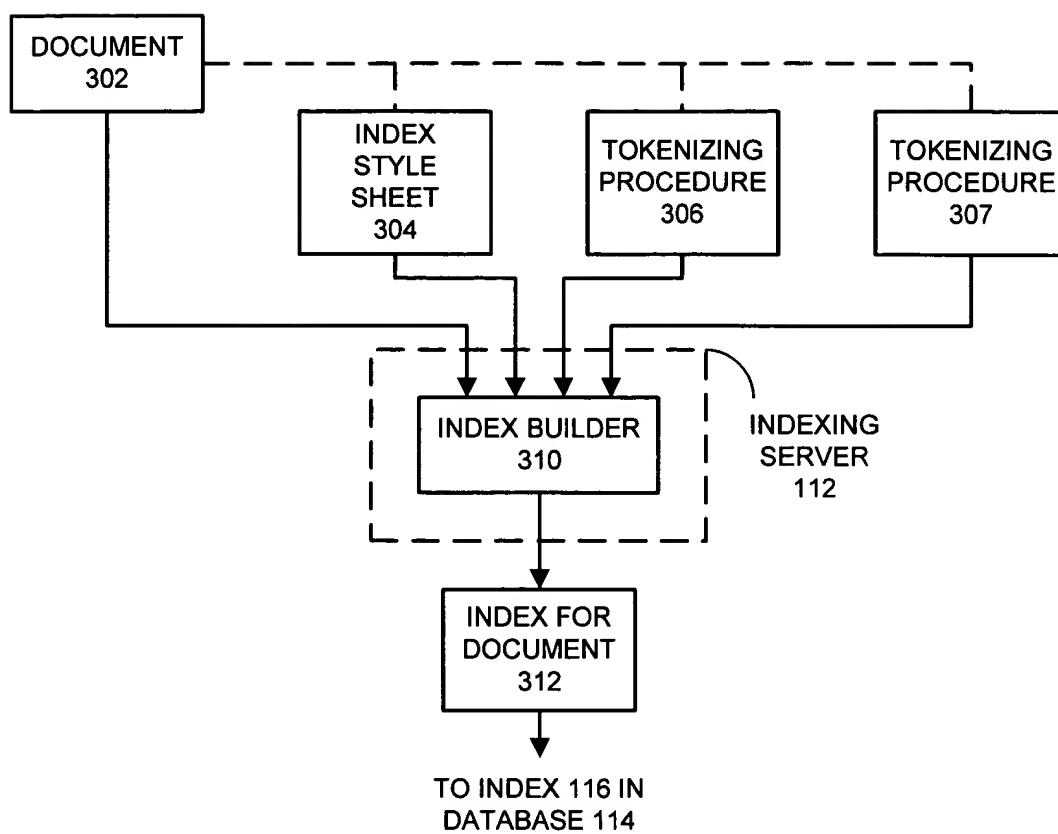 DOCUMENT
302
INDEX
STYLE
SHEET
304
TOKENIZING
PROCEDURE
306
TOKENIZING
PROCEDURE
307
INDEX BUILDER
310
INDEXING
SERVER
112
INDEX FOR
DOCUMENT
312
TO INDEX 116 IN
DATABASE 114